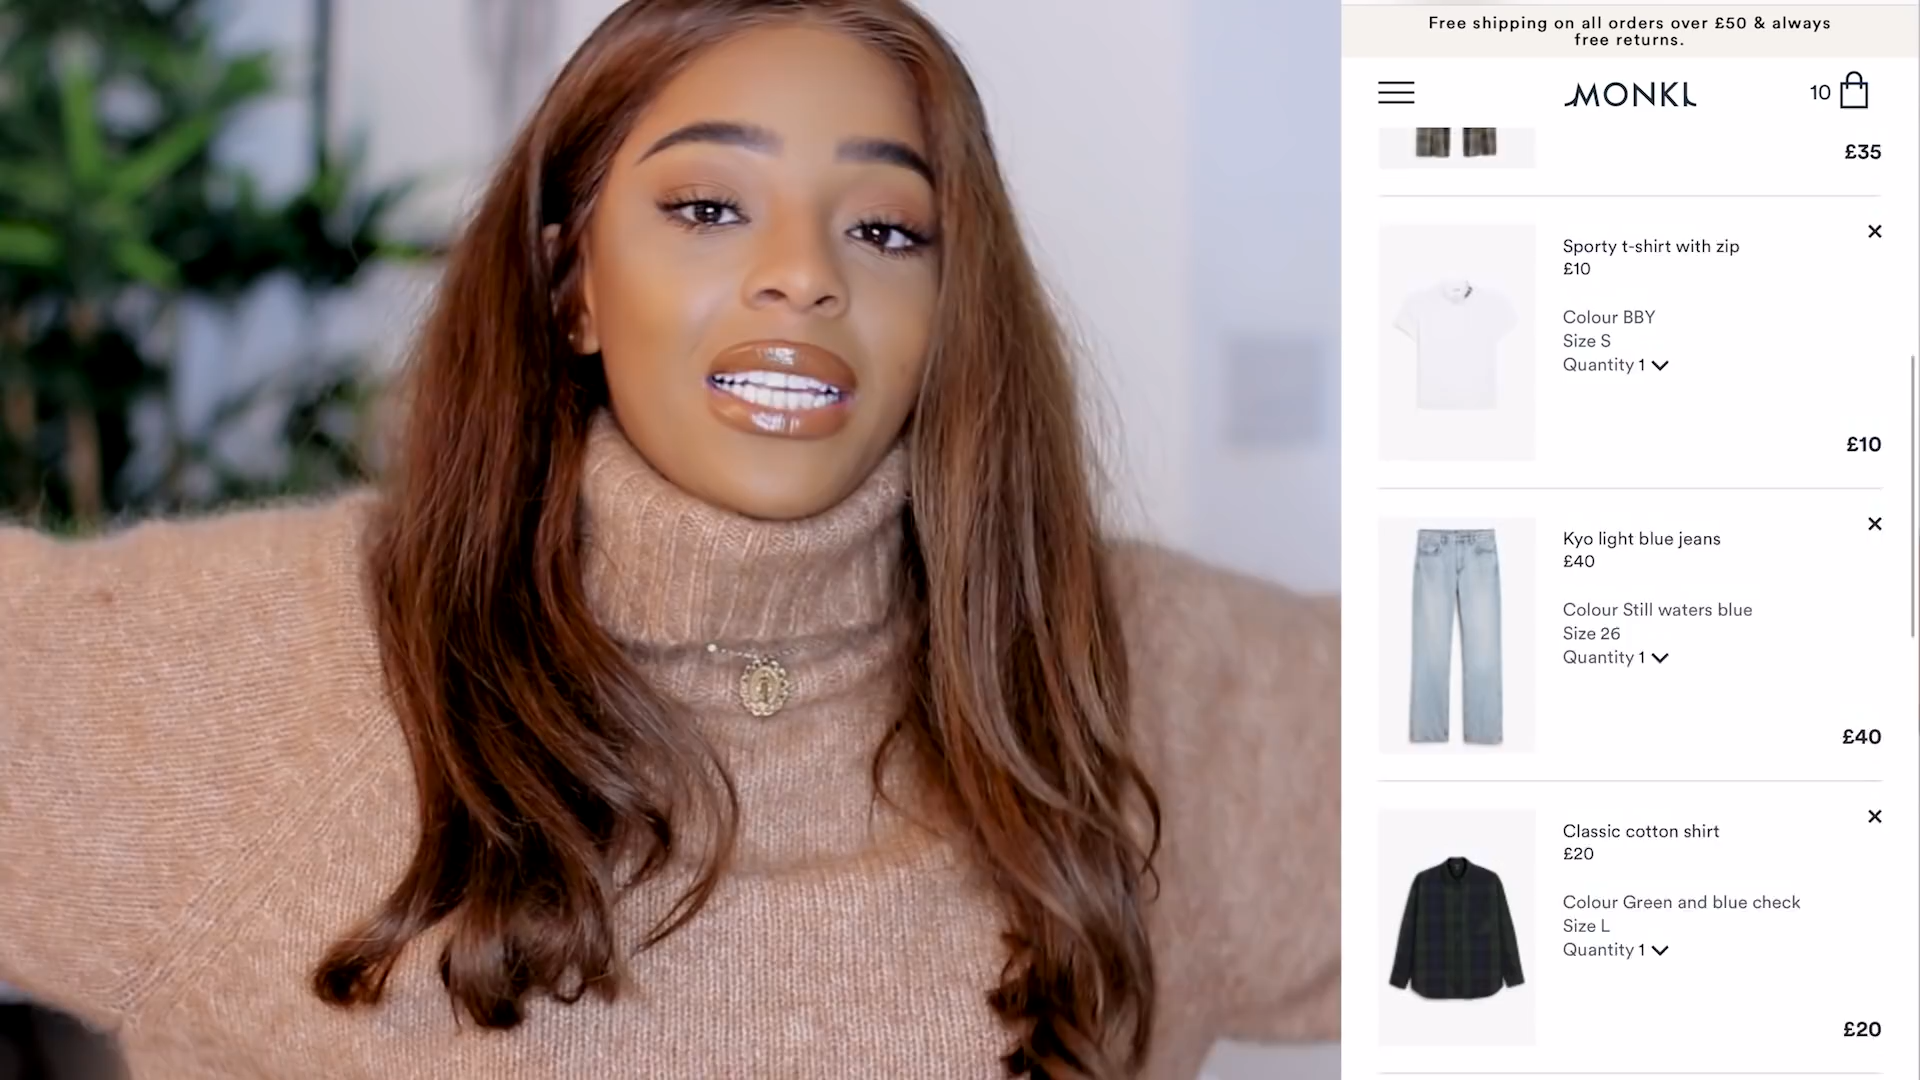 Free shipping on all orders over £50 & always
free returns.
MONKI
10
£35
Sporty t-shirt with zip
£10
Colour BBY
Size S
Quantity 1
£10
Kyo light blue jeans
£40
Colour Still waters blue
Size 26
Quantity 1
£40
Classic cotton shirt
£20
Colour Green and blue check
Size L
Quantity 1
£20